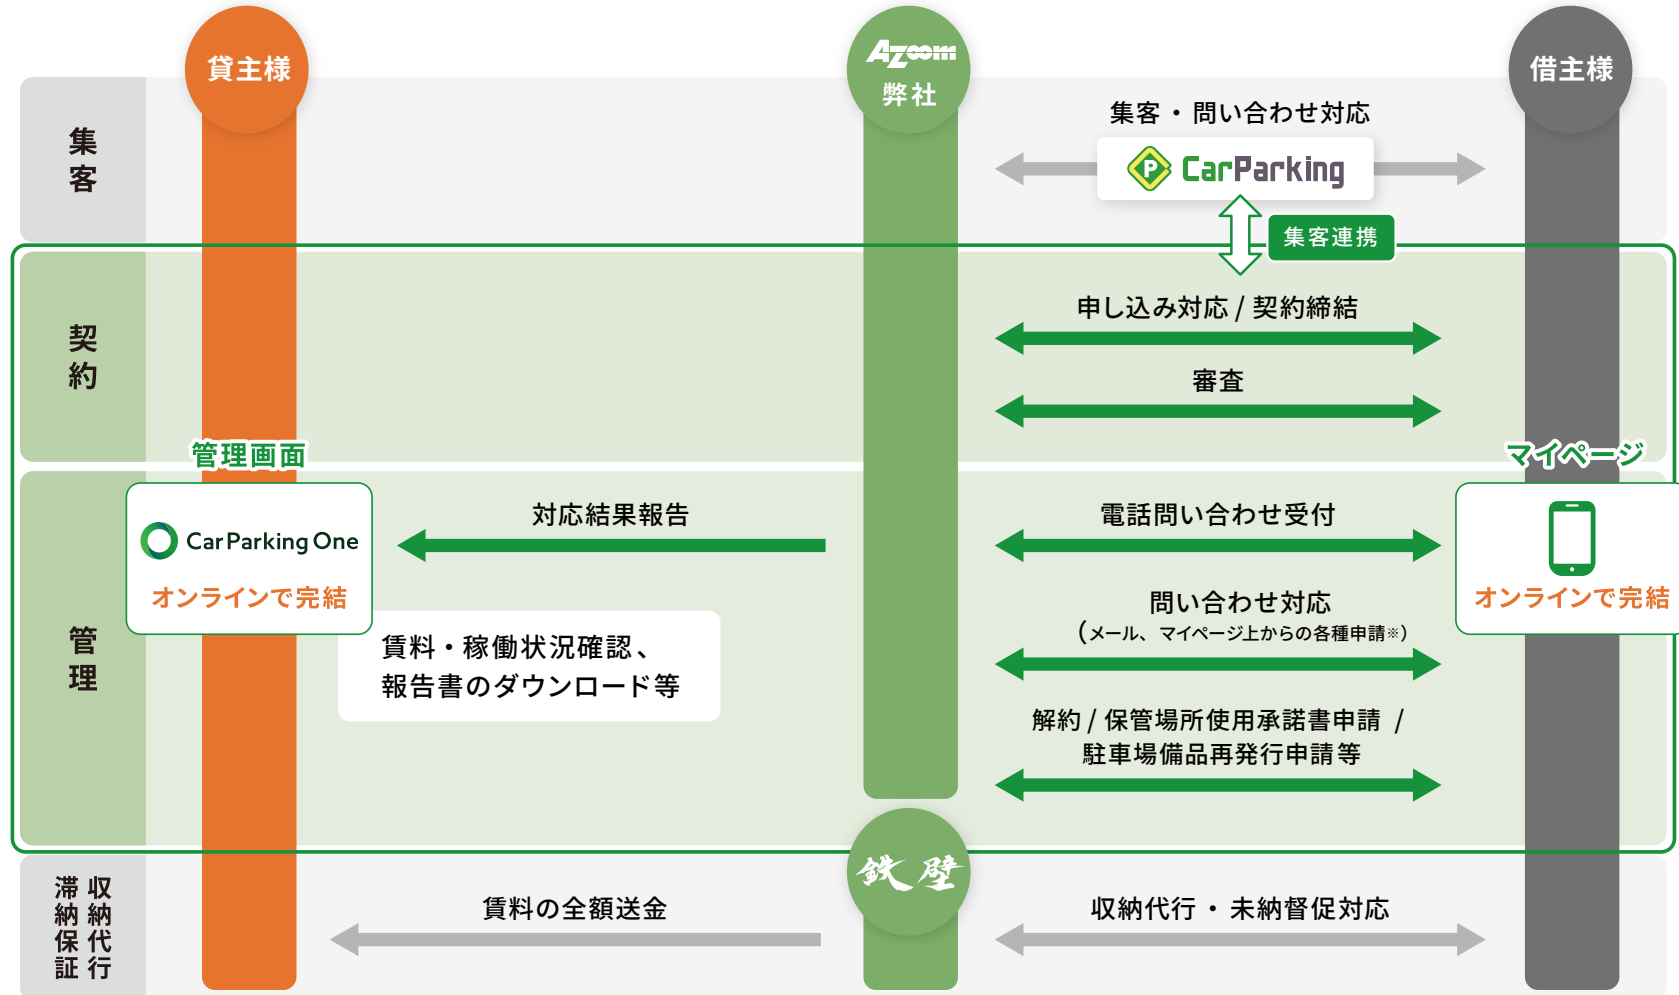 貸主様
Azoom
弊社
借主様
集客
集客・問い合わせ対応
P CarParking
集客連携
契約
申し込み対応 / 契約締結
審査
管理画面
マイページ
管理
CarParking One
オンラインで完結
対応結果報告
賃料・稼働状況確認、
報告書のダウンロード等
電話問い合わせ受付
問い合わせ対応
（メール、マイページ上からの各種申請※）
解約 / 保管場所使用承諾書申請 /
駐車場備品再発行申請等
オンラインで完結
収納代行
滞納保証
鉄壁
賃料の全額送金
収納代行・未納督促対応